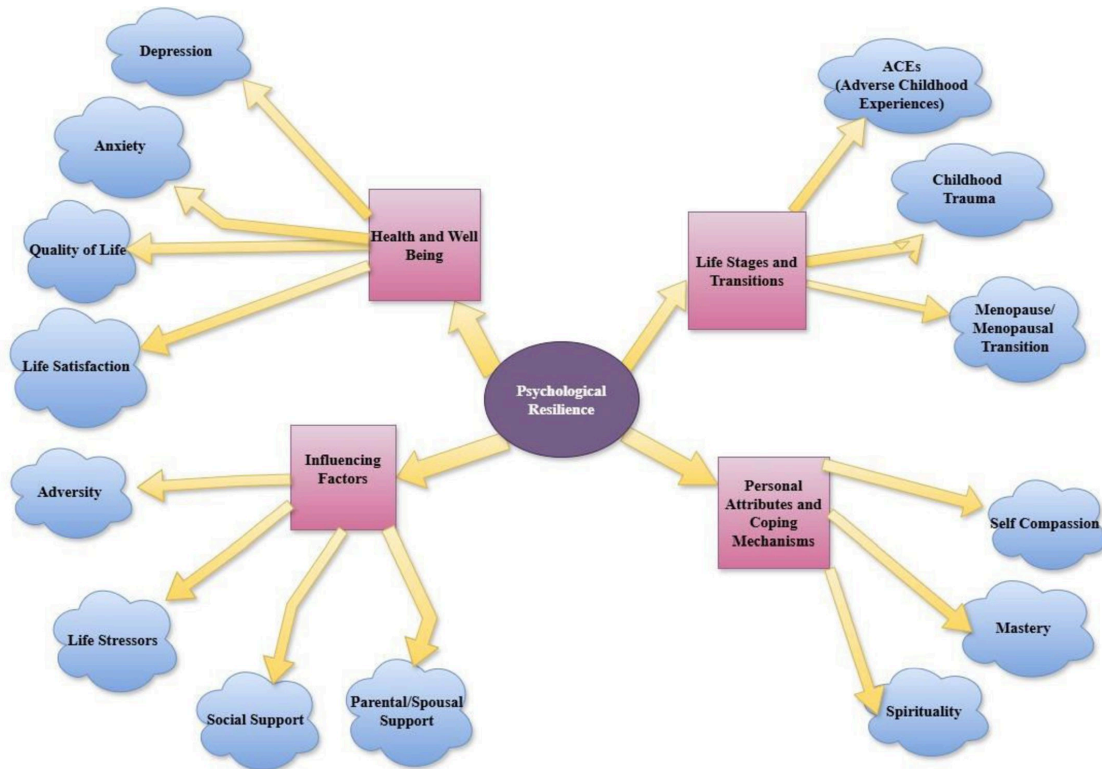 Depression
Anxiety
Quality of Life
Life Satisfaction
Health and Well
Being
ACEs
(Adverse Childhood
Experiences)
Childhood
Trauma
Menopause/
Menopausal
Transition
Life Stages and
Transitions
Psychological
Resilience
Influencing
Factors
Adversity
Life Stressors
Social Support
Parental/Spousal
Support
Personal
Attributes and
Coping
Mechanisms
Self Compassion
Mastery
Spirituality